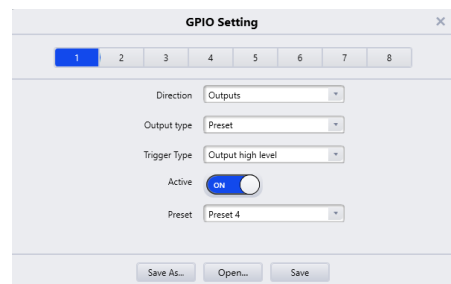 GPIO Setting
1 2 3 4 5 6 7 8
Direction Outputs
Output type Preset
Trigger Type Output high level
Active ON
Preset Preset 4
Save As... Open... Save